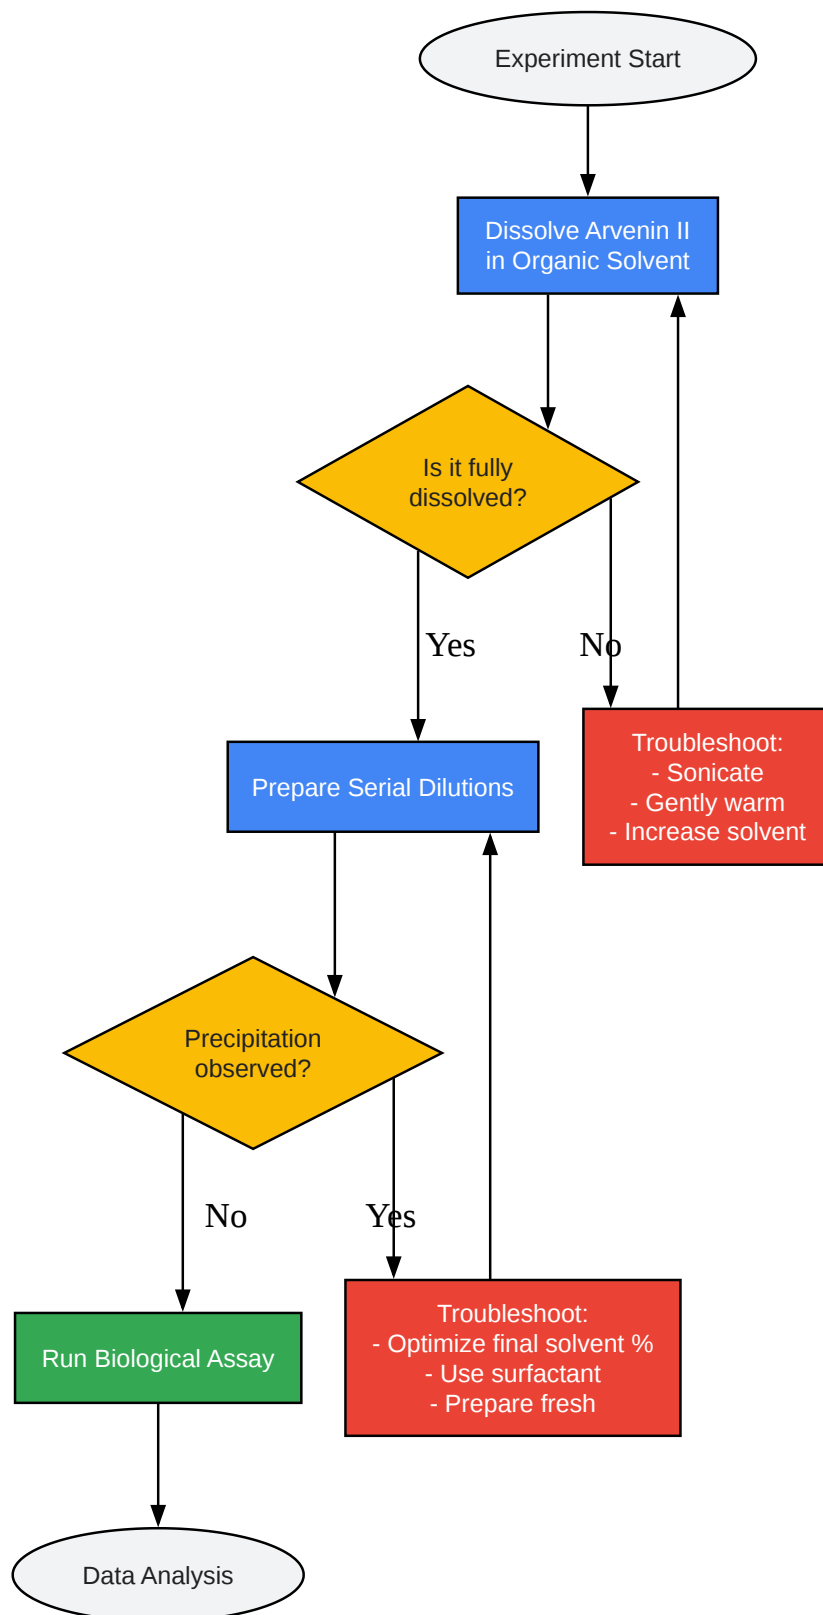 Experiment Start
Dissolve Arvenin II
in Organic Solvent
Is it fully
dissolved?
Yes
No
Troubleshoot:
- Sonicate
- Gently warm
- Increase solvent
Prepare Serial Dilutions
Precipitation
observed?
No
Yes
Troubleshoot:
- Optimize final solvent %
- Use surfactant
- Prepare fresh
Run Biological Assay
Data Analysis